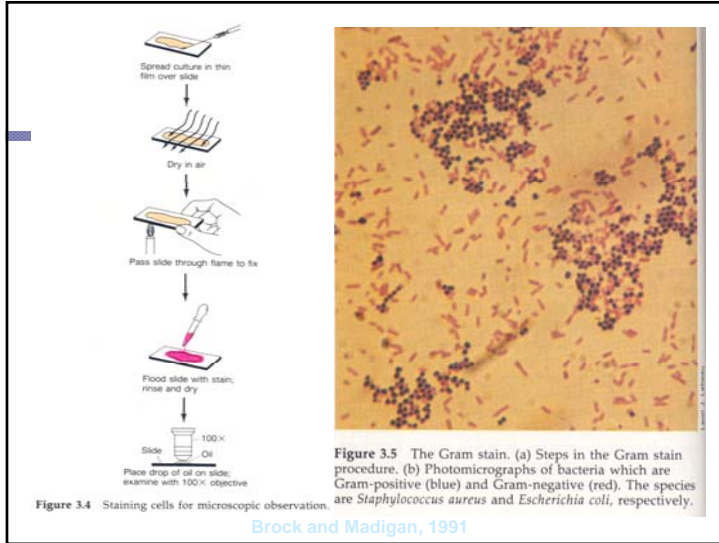 Spread culture in thin
film over slide
Dry in air
Pass slide through flame to fix
Flood slide with stain;
rinse and dry
100×
Slide
Oil
Place drop of oil on slide;
examine with 100× objective
Figure 3.4 Staining cells for microscopic observation.
Figure 3.5 The Gram stain. (a) Steps in the Gram stain
procedure. (b) Photomicrographs of bacteria which are
Gram-positive (blue) and Gram-negative (red). The species
are Staphylococcus aureus and Escherichia coli, respectively.
Brock and Madigan, 1991